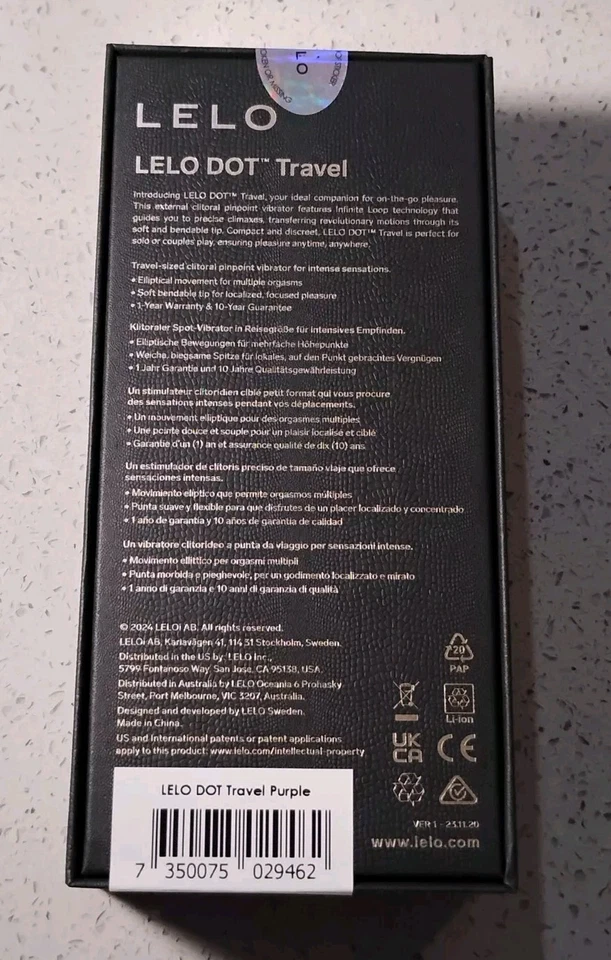 LELO
LELO
LELO DOT™ Travel
Introducing LELO DOT™ Travel, your ideal companion for on-the-go pleasure.
This external clitoral pinpoint vibrator features Infinite Loop technology that
guides you to precise climaxes, transferring revolutionary motions through its
soft and bendable tip. Compact and discreet, LELO DOT™ Travel is perfect for
solo or couples play, ensuring pleasure anytime, anywhere.
Travel-sized clitoral pinpoint vibrator for intense sensations.
• Elliptical movement for multiple orgasms
• Soft bendable tip for localized, focused pleasure
• 1-Year Warranty & 10-Year Guarantee
Klitoraler Spot-Vibrator in Reisegröße für intensives Empfinden.
• Elliptische Bewegungen für mehrfache Höhepunkte
• Weiche, biegsame Spitze für lokales, auf den Punkt gebrachtes Vergnügen
• 1 Jahr Garantie und 10 Jahre Qualitätsgewährleistung
Un stimulateur clitoridien ciblé petit format qui vous procure
des sensations intenses pendant vos déplacements.
• Un mouvement elliptique pour des orgasmes multiples
• Une pointe douce et souple pour un plaisir localisé et ciblé
• Garantie d'un (1) an et assurance qualité de dix (10) ans
Un estimulador de clítoris preciso de tamaño viaje que ofrece
sensaciones intensas.
• Movimiento elíptico que permite orgasmos múltiples
• Punta suave y flexible para que disfrutes de un placer localizado y concentrado
• 1 año de garantía y 10 años de garantía de calidad
Un vibratore clitorideo a punta da viaggio per sensazioni intense.
• Movimento ellittico per orgasmi multipli
• Punta morbida e pieghevole, per un godimento localizzato e mirato
• 1 anno di garanzia e 10 anni di garanzia di qualità
© 2024 LELOi AB. All rights reserved.
LELOi AB, Karlavägen 41, 114 31 Stockholm, Sweden.
Distributed in the US by: LELO Inc.,
5799 Fontanoso Way, San Jose, CA 95138, USA.
Distributed in Australia by LELO Oceania 6 Prohasky
Street, Port Melbourne, VIC 3207, Australia.
Designed and developed by LELO Sweden.
Made in China.
US and International patents or patent applications
apply to this product: www.lelo.com/intellectual-property
20
PAP
Li-ion
UK
CA CE
VER 1 - 23.11.20
www.lelo.com
LELO DOT Travel Purple
7 350075 029462